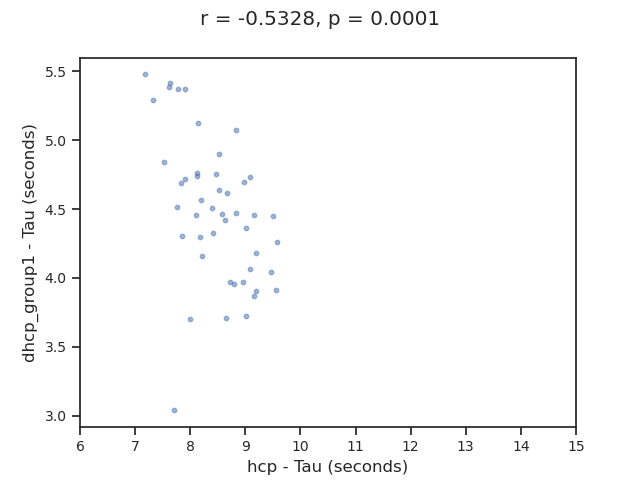 r = -0.5328, p = 0.0001
5.5
5.0
4.5
4.0
3.5
3.0
dhcp_group1 - Tau (seconds)
6 7 8 9 10 11 12 13 14 15
hcp - Tau (seconds)